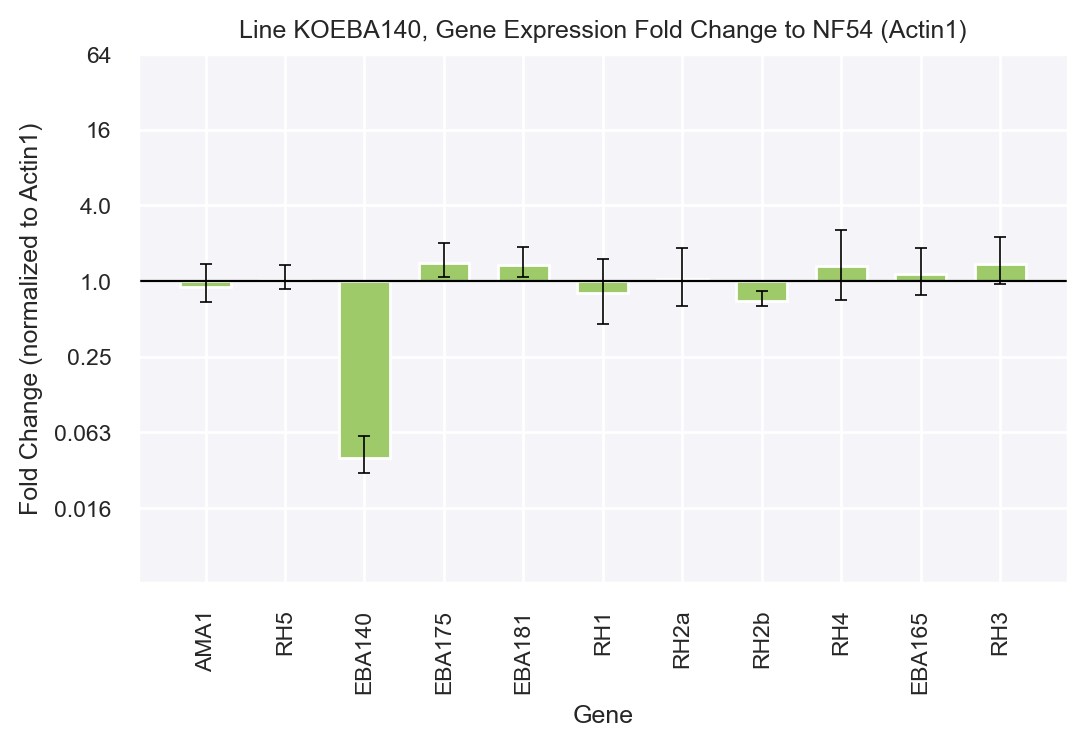 Line KOEBA140, Gene Expression Fold Change to NF54 (Actin1)
Fold Change (normalized to Actin1)
64
16
4.0
1.0
0.25
0.063
0.016
AMA1
RH5
EBA140
EBA175
EBA181
RH1
RH2a
RH2b
RH4
EBA165
RH3
Gene